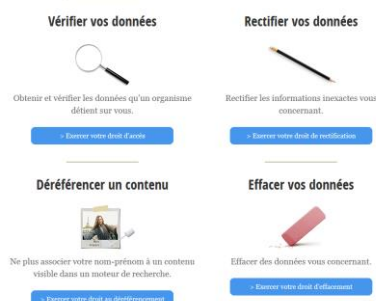 Vérifier vos données
Obtenir et vérifier les données qu'un organisme
détient sur vous.
> Exercer votre droit d'accès
Rectifier vos données
Rectifier les informations inexactes vous
concernant.
> Exercer votre droit de rectification
Déréférencer un contenu
Ne plus associer votre nom-prénom à un contenu
visible dans un moteur de recherche.
> Exercer votre droit au déréférencement
Effacer vos données
Effacer des données vous concernant.
> Exercer votre droit d'effacement